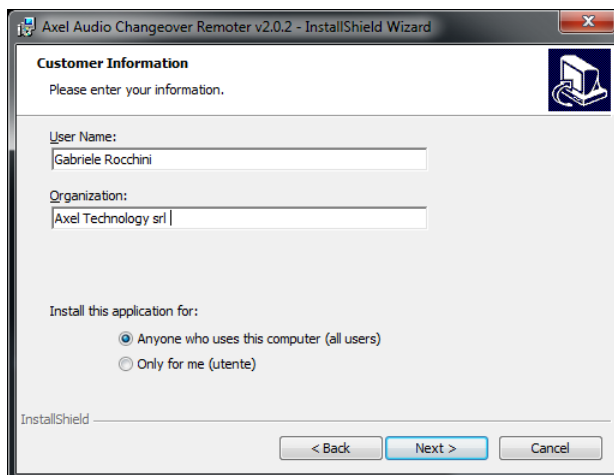 Axel Audio Changeover Remoter v2.0.2 - InstallShield Wizard
Customer Information
Please enter your information.
User Name:
Gabriele Rocchini
Organization:
Axel Technology srl
Install this application for:
Anyone who uses this computer (all users)
Only for me (utente)
InstallShield
< Back
Next >
Cancel